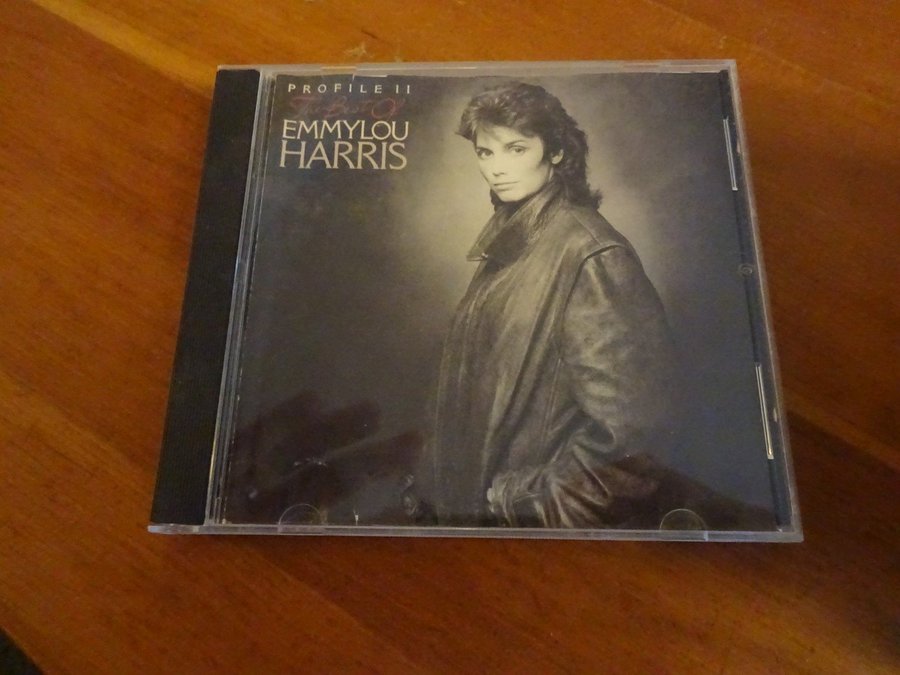 PROFILE II
The Best Of
EMMYLOU
HARRIS